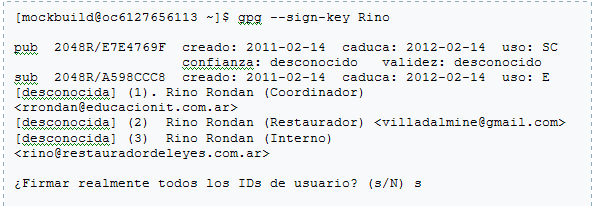 [mockbuild@oc6127656113 ~]$ gpg --sign-key Rino
pub 2048R/E7E4769F creado: 2011-02-14 caduca: 2012-02-14 uso: SC
confianza: desconocido validez: desconocido
sub 2048R/A598CCC8 creado: 2011-02-14 caduca: 2012-02-14 uso: E
[desconocida] (1). Rino Rondan (Coordinador)
<rrondan@educacionit.com.ar>
[desconocida] (2) Rino Rondan (Restaurador) <villadalmine@gmail.com>
[desconocida] (3) Rino Rondan (Interno)
<rino@restauradordeleyes.com.ar>
¿Firmar realmente todos los IDs de usuario? (s/N) s